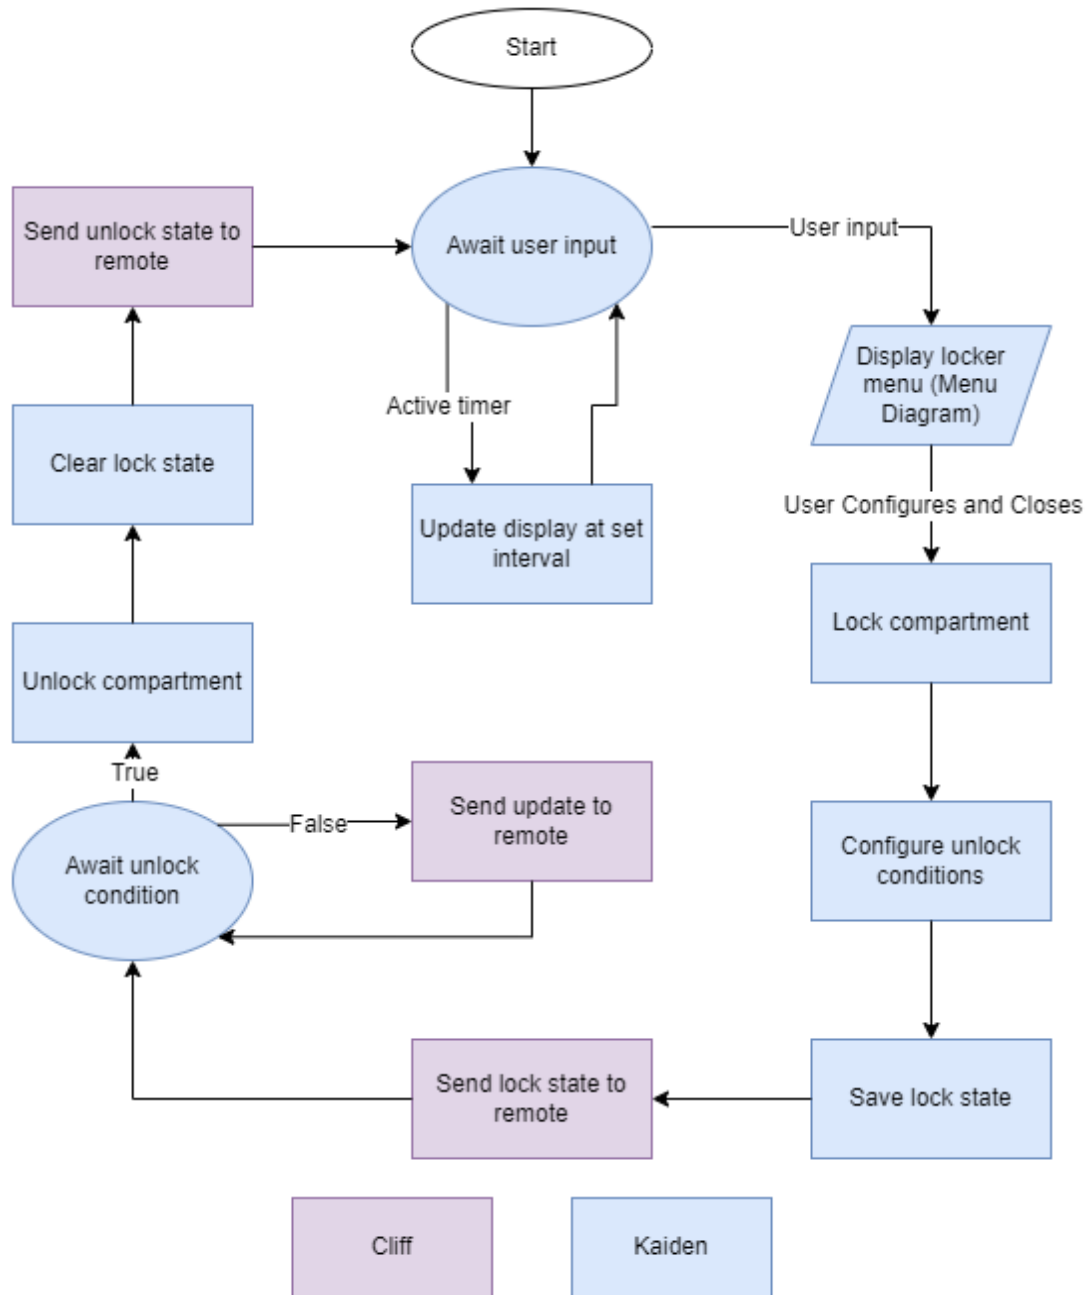 Start
Send unlock state to
remote
Await user input
User input
Display locker
menu (Menu
Diagram)
Active timer
Clear lock state
Update display at set
interval
User Configures and Closes
Lock compartment
Unlock compartment
True
Send update to
remote
False
Await unlock
condition
Configure unlock
conditions
Send lock state to
remote
Save lock state
Cliff
Kaiden